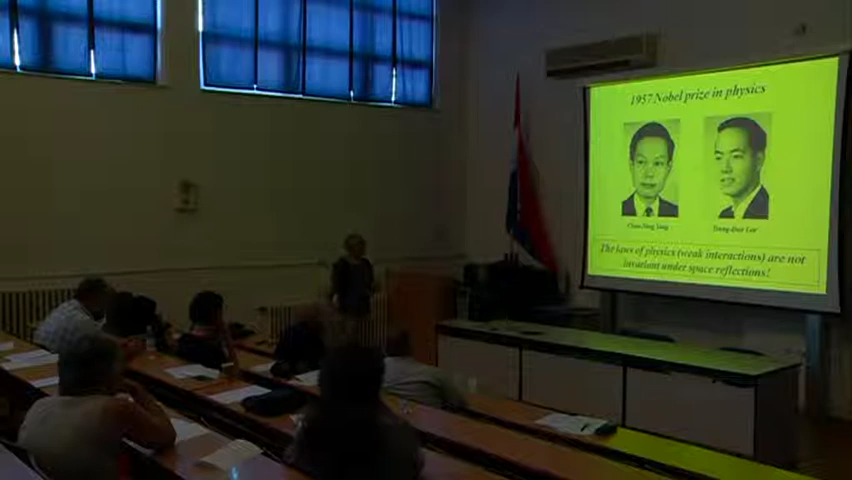 1957 Nobel prize in physics
Chen-Ning Yang
Tsung-Dao Lee
The laws of physics (weak interactions) are not
invariant under space reflections!